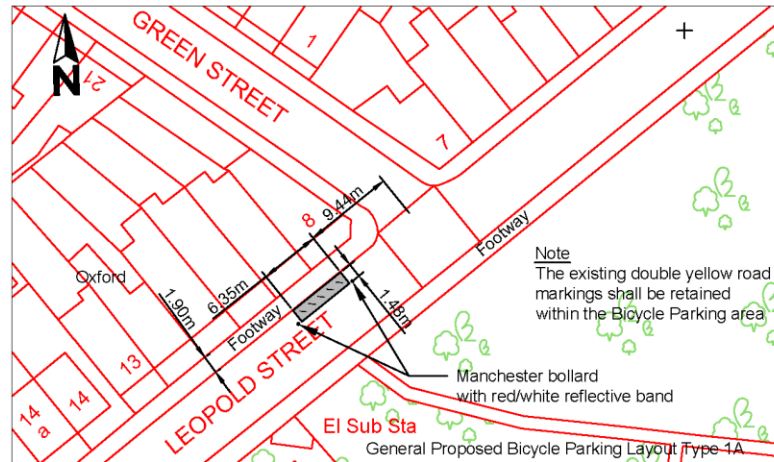 GREEN STREET
1
21
N
7
8
9.44m
Footway
Note
The existing double yellow road
markings shall be retained
within the Bicycle Parking area
Oxford
6.35m
1.90m
1.48m
Footway
13
LEOPOLD STREET
14
14
a
Manchester bollard
with red/white reflective band
El Sub Sta
General Proposed Bicycle Parking Layout Type 1A